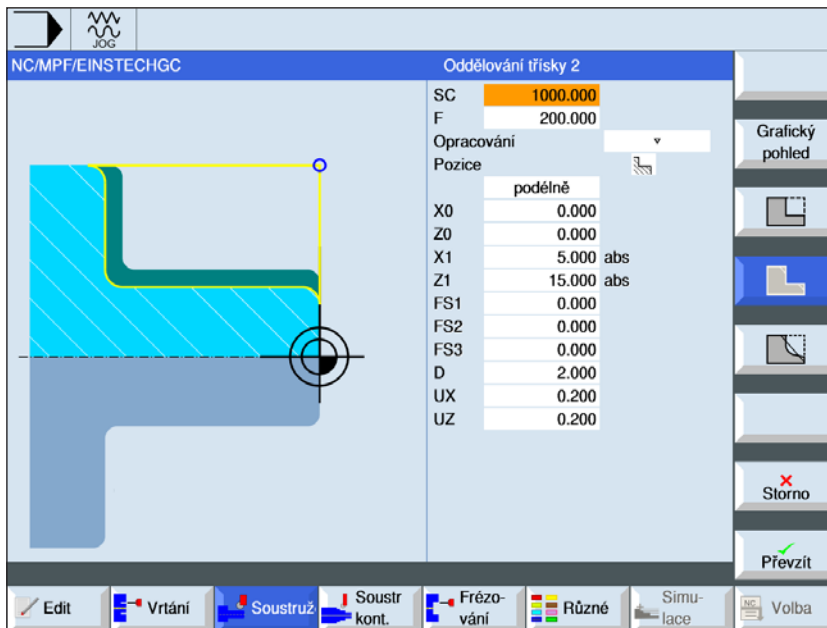 JOG
NC/MPF/EINSTECHGC
Oddělování třísky 2
SC 1000.000
F 200.000
Opracování
Pozice
podélně
X0 0.000
Z0 0.000
X1 5.000 abs
Z1 15.000 abs
FS1 0.000
FS2 0.000
FS3 0.000
D 2.000
UX 0.200
UZ 0.200
Grafický
pohled
Storno
Převzít
Edit
Vrtání
Soustruž
Soustr
kont.
Frézo-
vání
Různé
Simu-
lace
NC
Volba